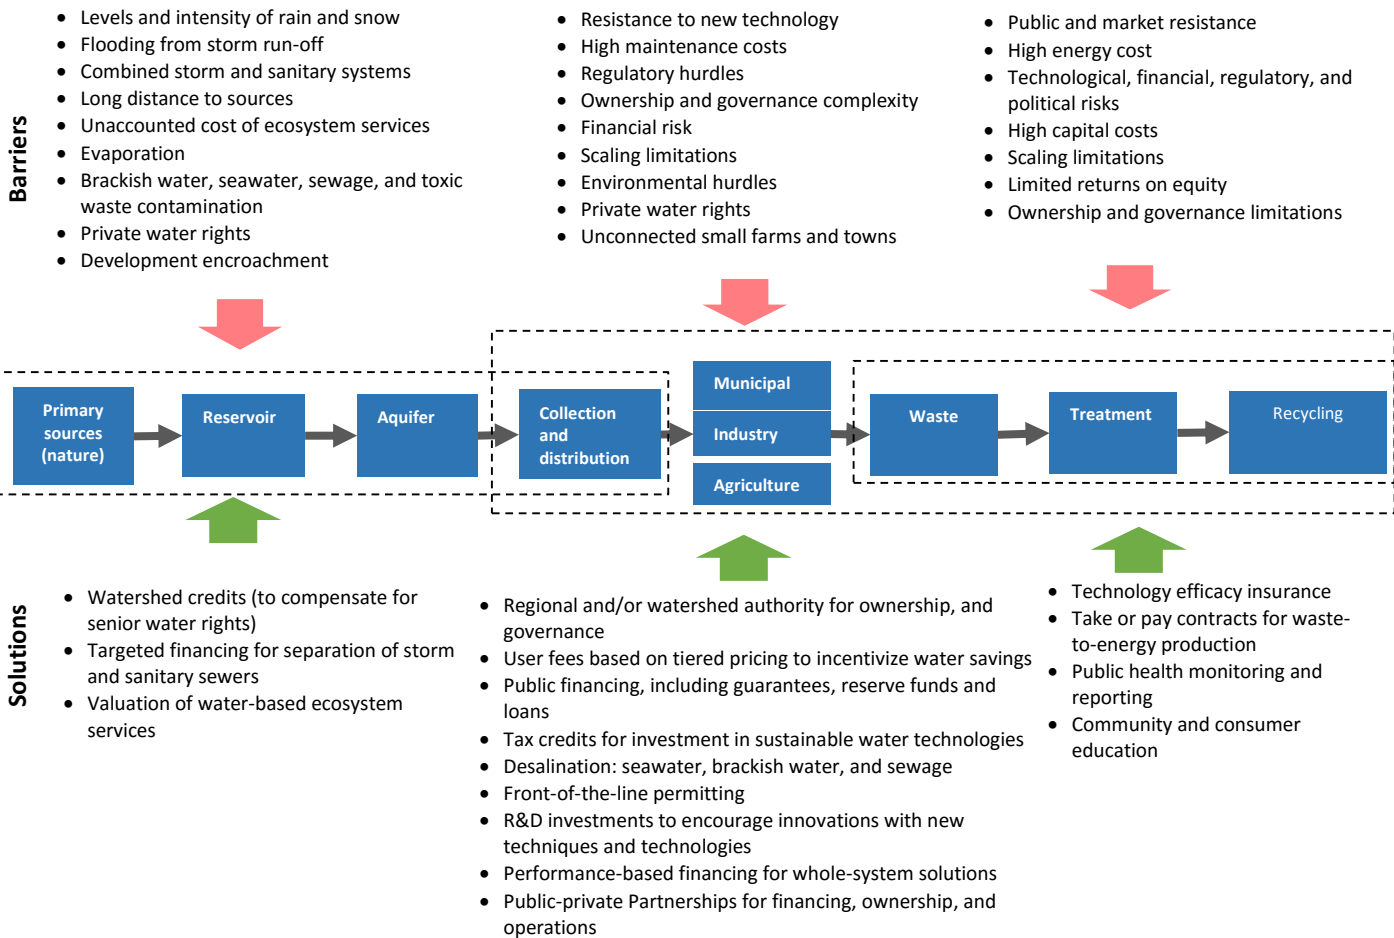 Barriers
• Levels and intensity of rain and snow
• Flooding from storm run-off
• Combined storm and sanitary systems
• Long distance to sources
• Unaccounted cost of ecosystem services
• Evaporation
• Brackish water, seawater, sewage, and toxic
waste contamination
• Private water rights
• Development encroachment
• Resistance to new technology
• High maintenance costs
• Regulatory hurdles
• Ownership and governance complexity
• Financial risk
• Scaling limitations
• Environmental hurdles
• Private water rights
• Unconnected small farms and towns
• Public and market resistance
• High energy cost
• Technological, financial, regulatory, and
political risks
• High capital costs
• Scaling limitations
• Limited returns on equity
• Ownership and governance limitations
Primary
sources
(nature)
Reservoir
Aquifer
Collection
and
distribution
Municipal
Industry
Agriculture
Waste
Treatment
Recycling
Solutions
• Watershed credits (to compensate for
senior water rights)
• Targeted financing for separation of storm
and sanitary sewers
• Valuation of water-based ecosystem
services
• Regional and/or watershed authority for ownership, and
governance
• User fees based on tiered pricing to incentivize water savings
• Public financing, including guarantees, reserve funds and
loans
• Tax credits for investment in sustainable water technologies
• Desalination: seawater, brackish water, and sewage
• Front-of-the-line permitting
• R&D investments to encourage innovations with new
techniques and technologies
• Performance-based financing for whole-system solutions
• Public-private Partnerships for financing, ownership, and
operations
• Technology efficacy insurance
• Take or pay contracts for waste-
to-energy production
• Public health monitoring and
reporting
• Community and consumer
education